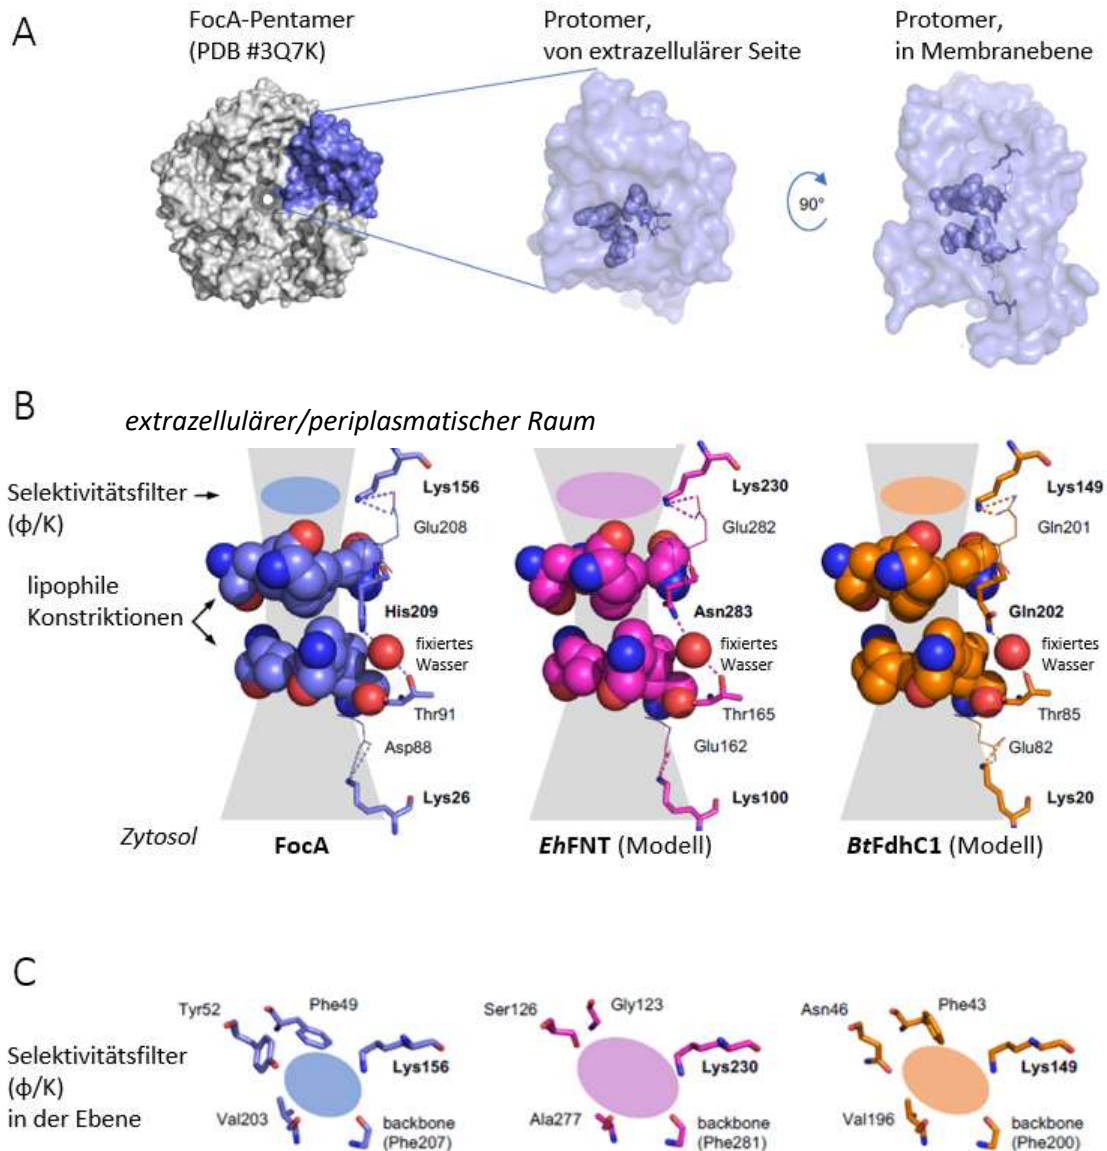 A
FocA-Pentamer
(PDB #3Q7K)
Protomer,
von extrazellulärer Seite
Protomer,
in Membranebene
90°
B
extrazellulärer/periplasmatischer Raum
Selektivitätsfilter
(ϕ/K)
lipophile
Konstriktionen
Lys156
Glu208
His209
fixiertes
Wasser
Thr91
Asp88
Lys26
Zytosol
FocA
Lys230
Glu282
Asn283
fixiertes
Wasser
Thr165
Glu162
Lys100
EhFNT (Modell)
Lys149
Gln201
Gln202
fixiertes
Wasser
Thr85
Glu82
Lys20
BtFdhC1 (Modell)
C
Selektivitätsfilter
(ϕ/K)
in der Ebene
Tyr52
Phe49
Lys156
Val203
backbone
(Phe207)
Ser126
Gly123
Lys230
Ala277
backbone
(Phe281)
Asn46
Phe43
Lys149
Val196
backbone
(Phe200)